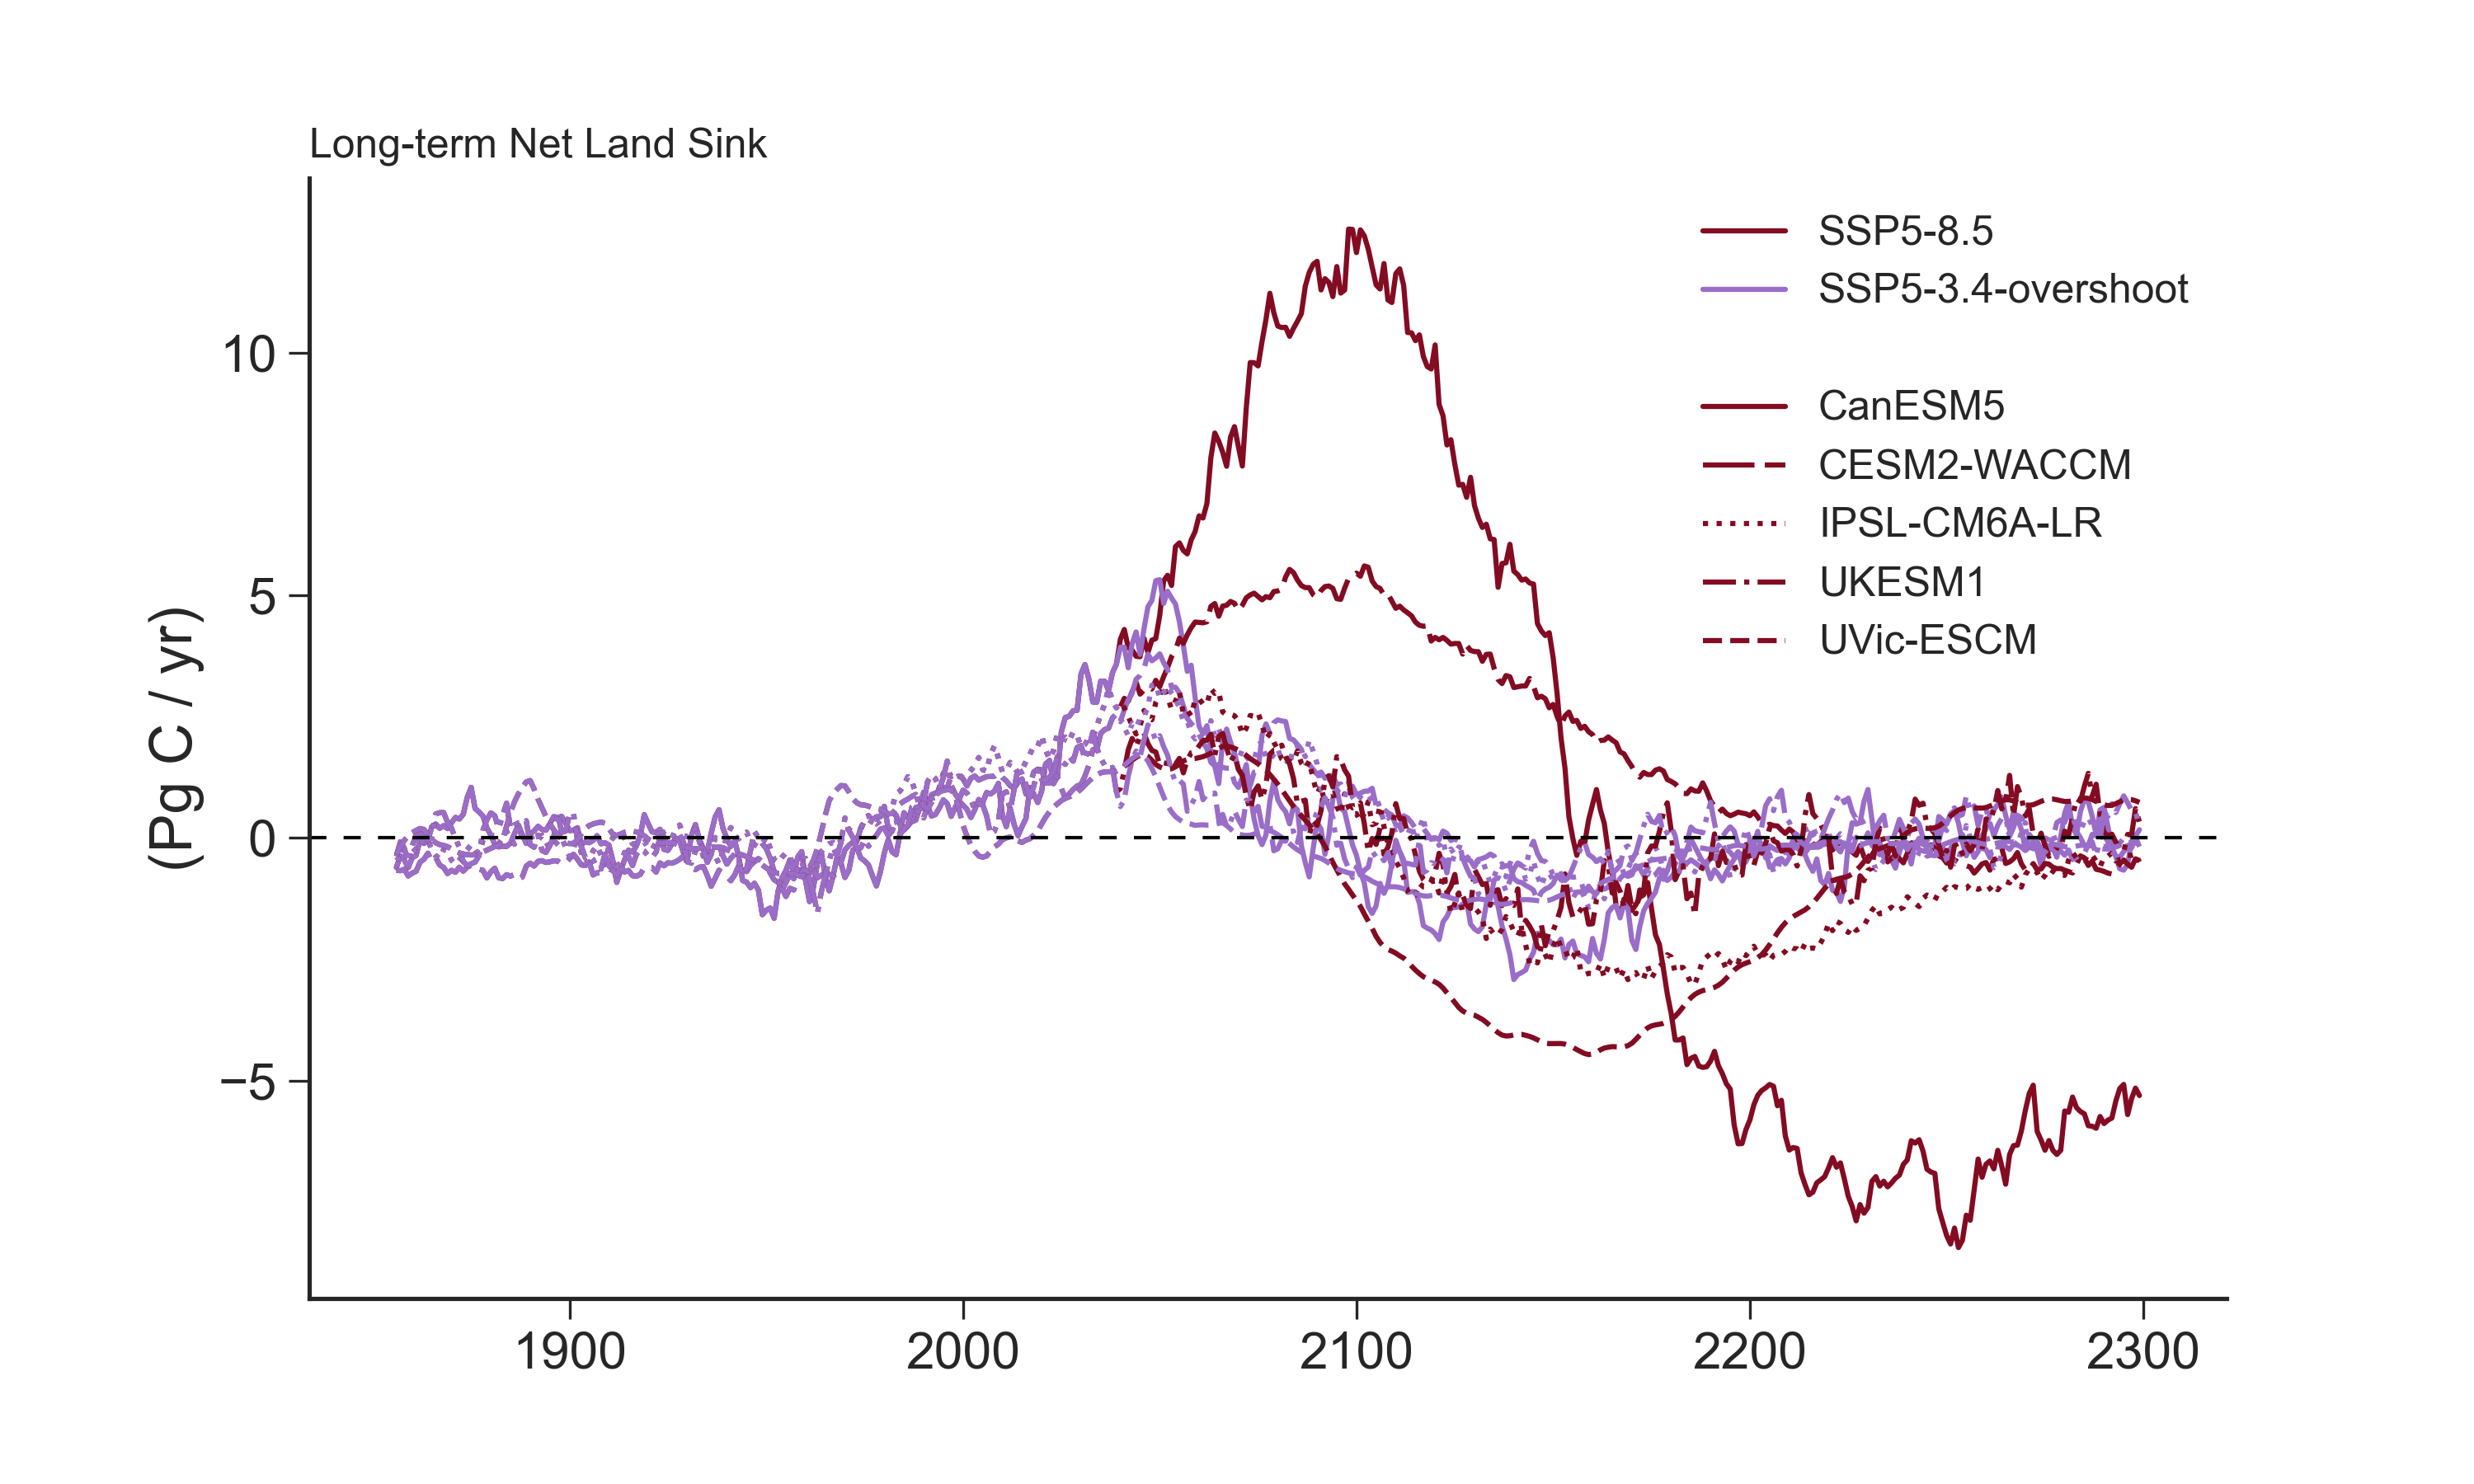 Long-term Net Land Sink
SSP5-8.5
SSP5-3.4-overshoot
CanESM5
CESM2-WACCM
IPSL-CM6A-LR
UKESM1
UVic-ESCM
(Pg C / yr)
10
5
0
−5
1900 2000 2100 2200 2300